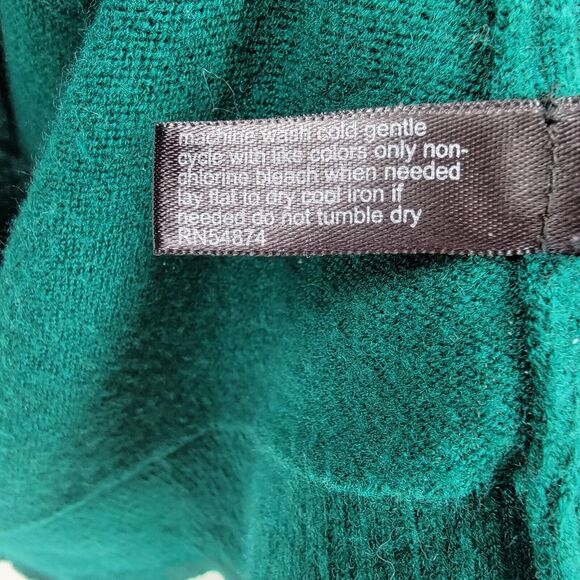 machine wash cold gentle
cycle with like colors only non-
chlorine bleach when needed
lay flat to dry cool iron if
needed do not tumble dry
RN54874